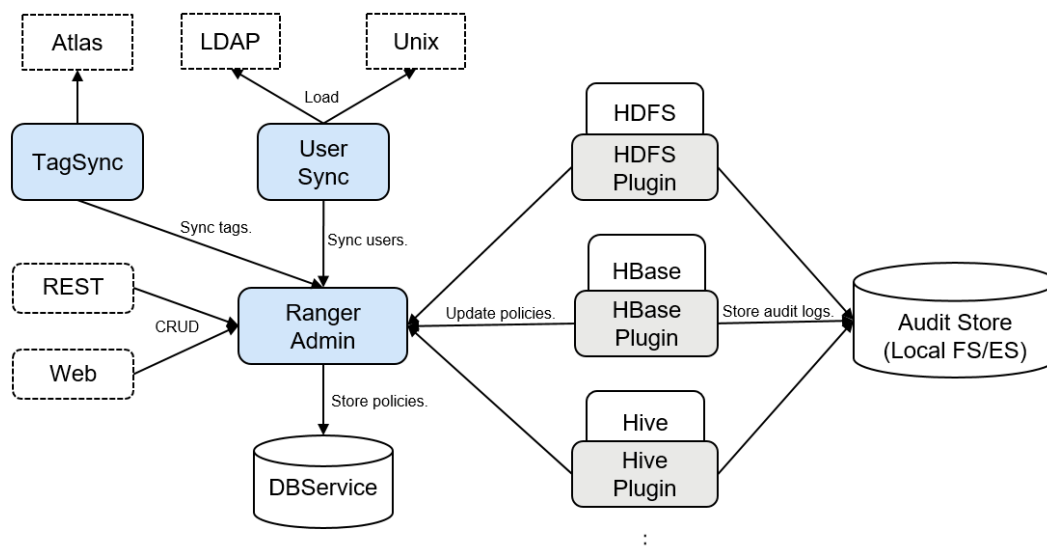 Atlas
LDAP
Unix
Load
TagSync
User
Sync
Sync tags.
Sync users.
REST
CRUD
Web
Ranger
Admin
Store policies.
DBService
HDFS
HDFS
Plugin
HBase
HBase
Plugin
Update policies.
Store audit logs.
Hive
Hive
Plugin
:
Audit Store
(Local FS/ES)